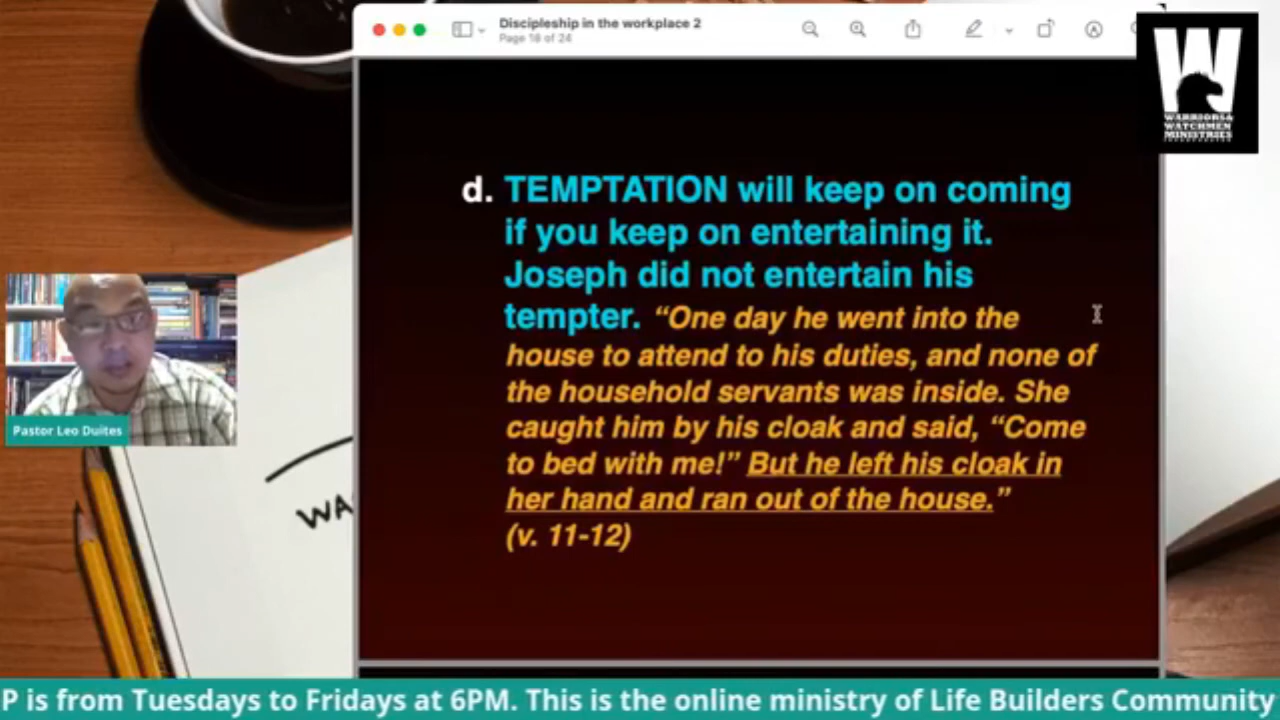 Discipleship in the workplace 2
Page 18 of 24
W
WARRIORS &
WATCHMEN
MINISTRIES
INCORPORATED
d. TEMPTATION will keep on coming
if you keep on entertaining it.
Joseph did not entertain his
tempter. “One day he went into the
house to attend to his duties, and none of
the household servants was inside. She
caught him by his cloak and said, “Come
to bed with me!” But he left his cloak in
her hand and ran out of the house.”
(v. 11-12)
Pastor Leo Duites
WA
P is from Tuesdays to Fridays at 6PM. This is the online ministry of Life Builders Community